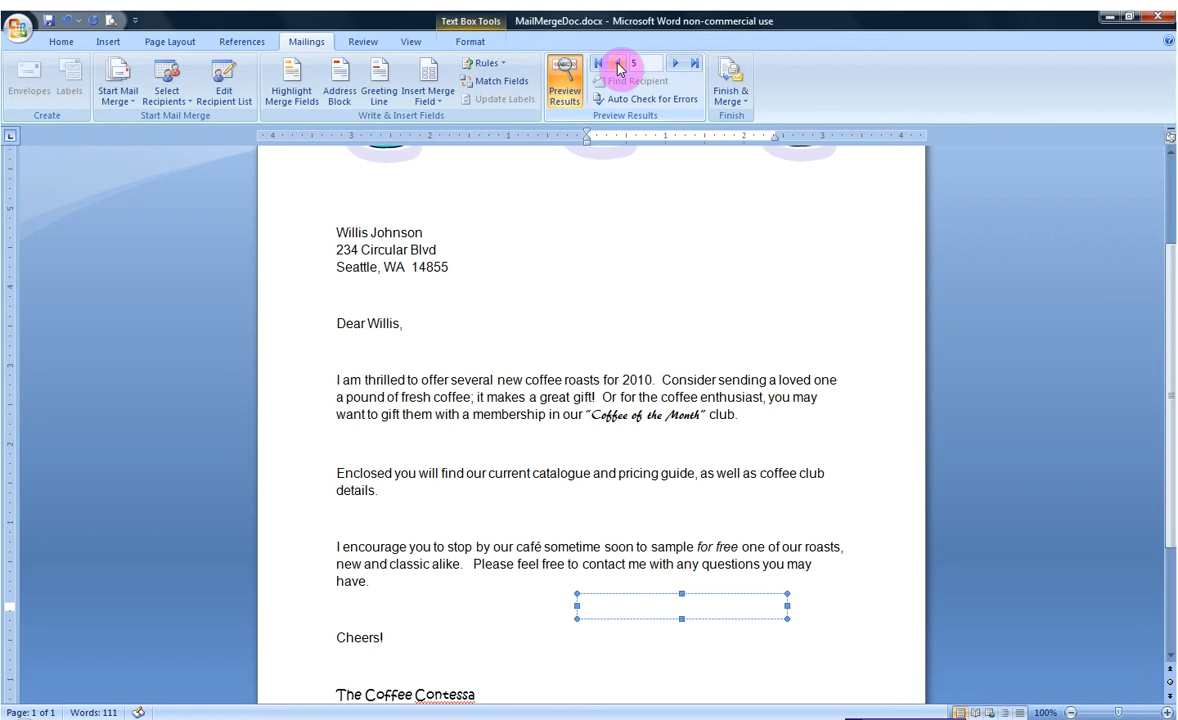 Text Box Tools
MailMergeDoc.docx - Microsoft Word non-commercial use
Home Insert Page Layout References Mailings Review View Format
Envelopes Labels
Create
Start Mail Merge
Select Recipients
Edit Recipient List
Start Mail Merge
Highlight Merge Fields
Address Block
Greeting Line
Insert Merge Field
Rules
Match Fields
Update Labels
Write & Insert Fields
Preview Results
5
Find Recipient
Auto Check for Errors
Preview Results
Finish & Merge
Finish
4 3 2 1 1 2 3 4
Willis Johnson
234 Circular Blvd
Seattle, WA 14855
Dear Willis,
I am thrilled to offer several new coffee roasts for 2010. Consider sending a loved one
a pound of fresh coffee; it makes a great gift! Or for the coffee enthusiast, you may
want to gift them with a membership in our "Coffee of the Month" club.
Enclosed you will find our current catalogue and pricing guide, as well as coffee club
details.
I encourage you to stop by our café sometime soon to sample for free one of our roasts,
new and classic alike. Please feel free to contact me with any questions you may
have.
Cheers!
The Coffee Contessa
Page: 1 of 1 Words: 111
100%